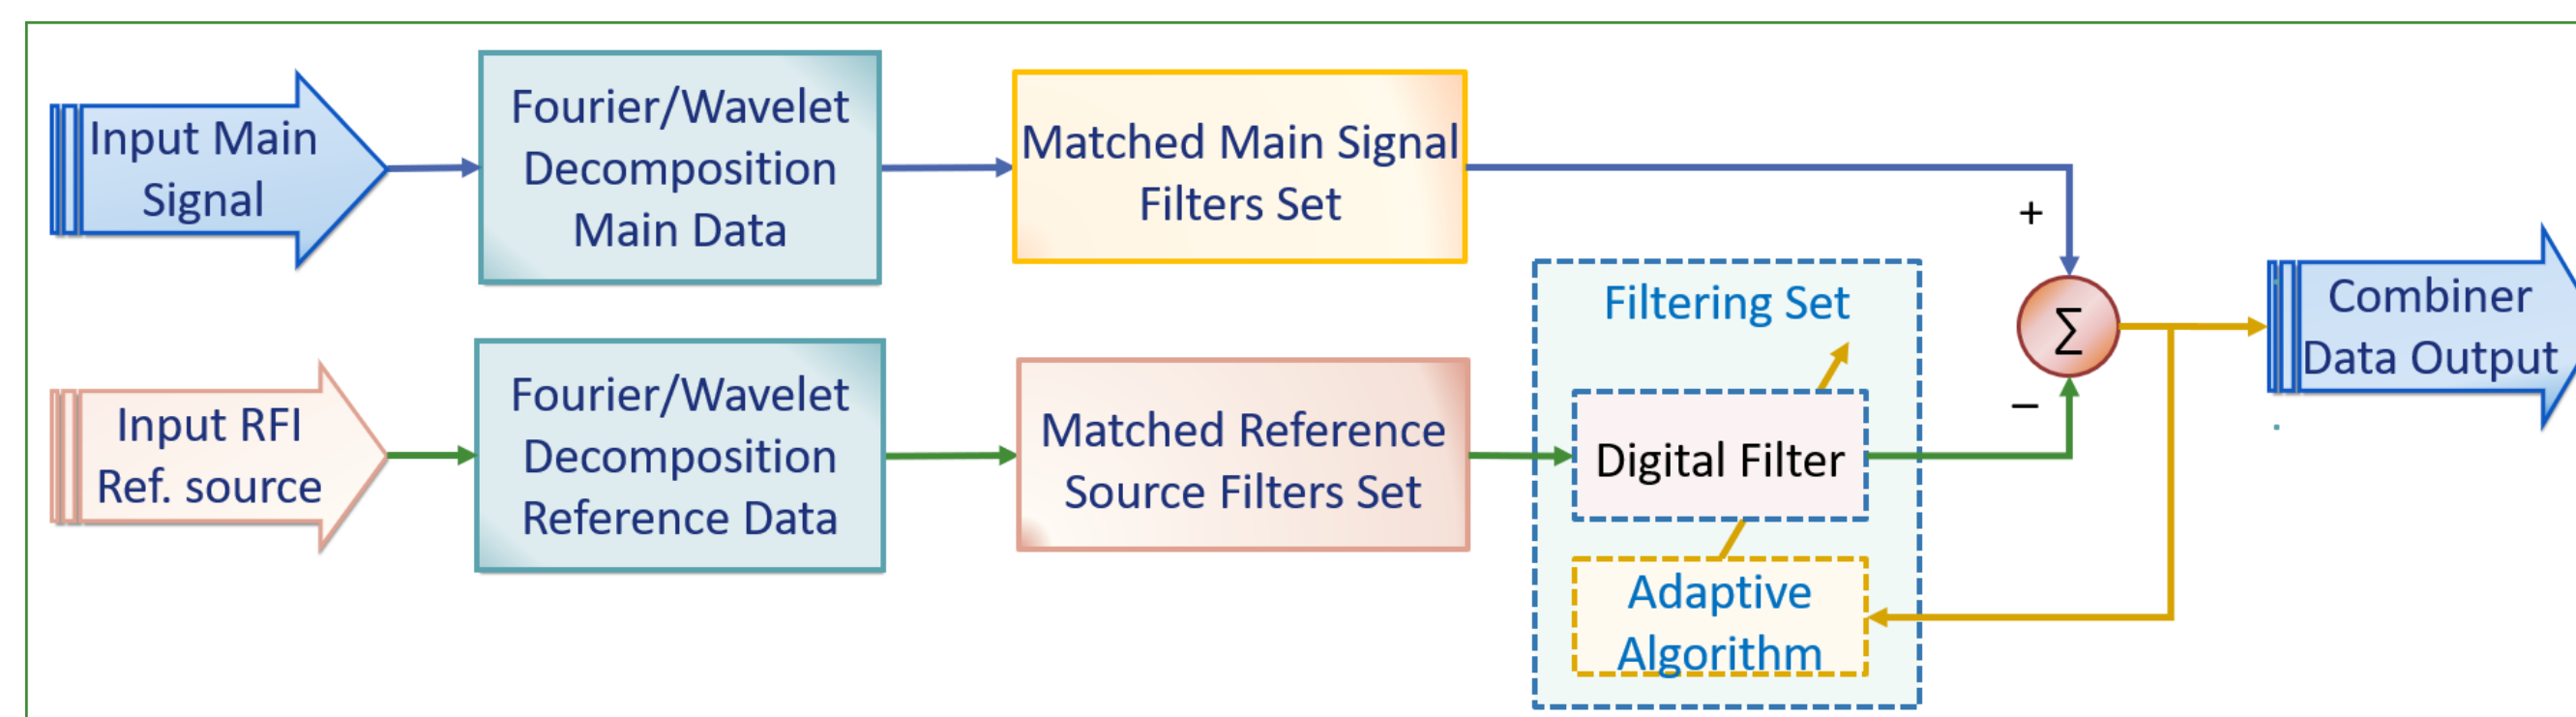 Input Main
Signal
Fourier/Wavelet
Decomposition
Main Data
Matched Main Signal
Filters Set
+
Σ
−
Combiner
Data Output
Input RFI
Ref. source
Fourier/Wavelet
Decomposition
Reference Data
Matched Reference
Source Filters Set
Filtering Set
Digital Filter
Adaptive
Algorithm